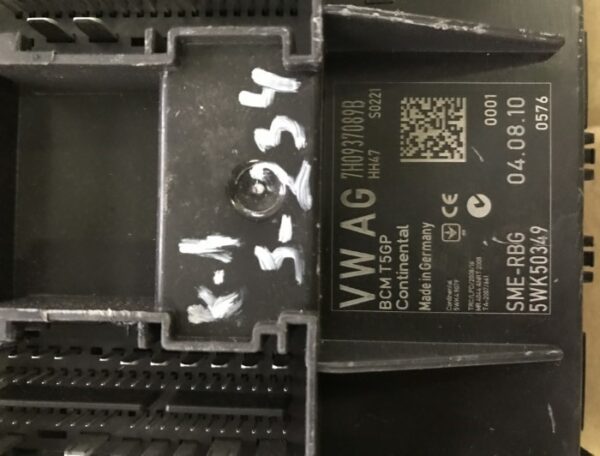 VW AG 7H0937089B
BCM T5GP HH47 S0221
Continental
Made in Germany
CE
0001
SME-RBG 04.08.10
5WK50349 0576
K-h
3-234